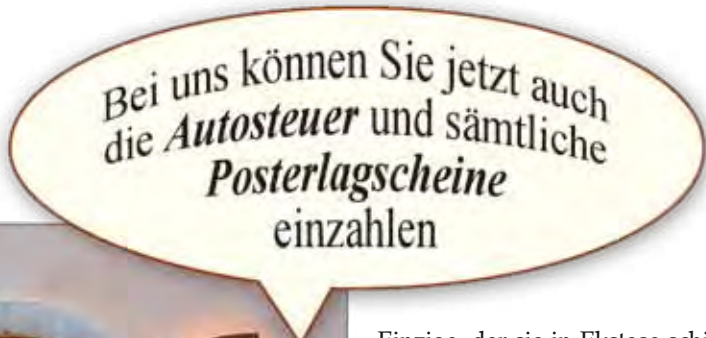 Bei uns können Sie jetzt auch
die Autosteuer und sämtliche
Posterlagscheine
einzahlen